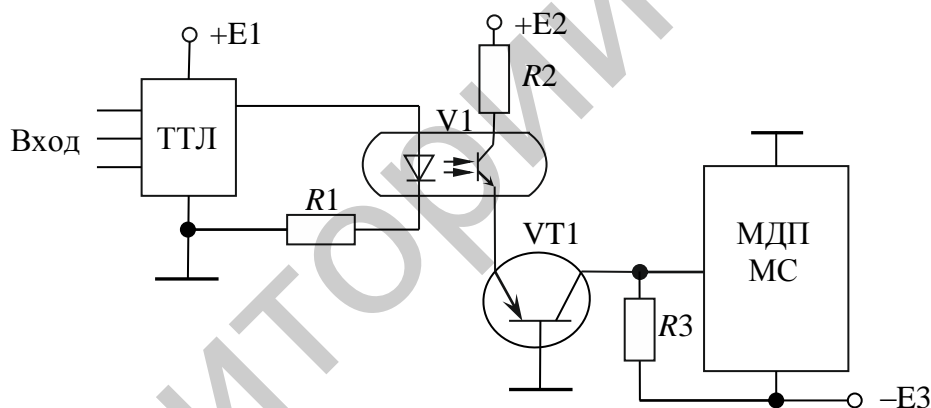 +E1
+E2
R2
V1
Вход
ТТЛ
R1
VT1
МДП
МС
R3
–E3